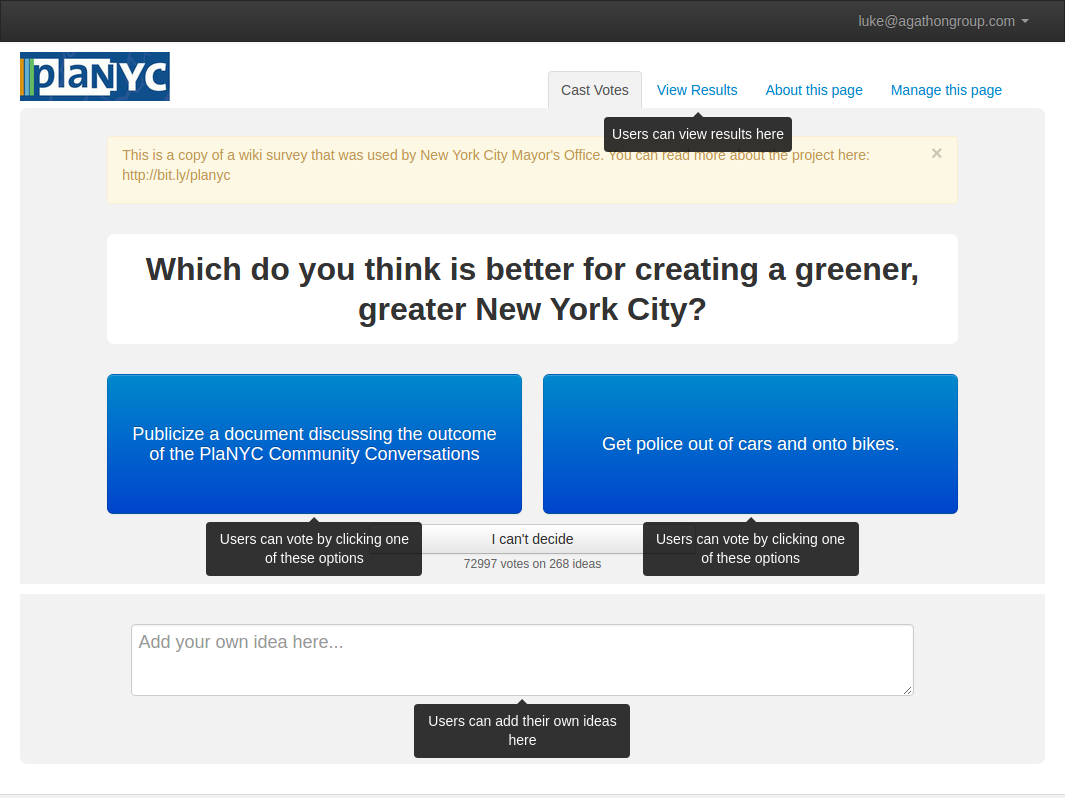 luke@agathongroup.com
plaNYC
Cast Votes
View Results
About this page
Manage this page
Users can view results here
This is a copy of a wiki survey that was used by New York City Mayor's Office. You can read more about the project here:
http://bit.ly/planyc
×
Which do you think is better for creating a greener,
greater New York City?
Publicize a document discussing the outcome
of the PlaNYC Community Conversations
Get police out of cars and onto bikes.
Users can vote by clicking one
of these options
I can't decide
72997 votes on 268 ideas
Users can vote by clicking one
of these options
Add your own idea here...
Users can add their own ideas
here